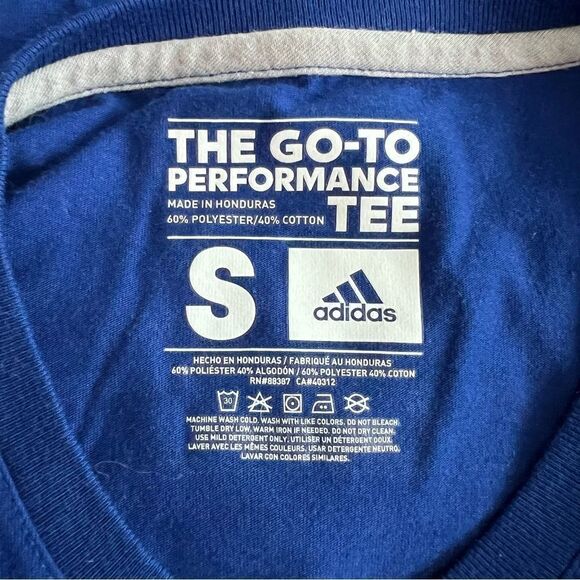 THE GO-TO
PERFORMANCE
MADE IN HONDURAS
60% POLYESTER/40% COTTON
TEE
S
adidas
HECHO EN HONDURAS / FABRIQUÉ AU HONDURAS
60% POLIÉSTER 40% ALGODÓN / 60% POLYESTER 40% COTON
RN#88387 CA#40312
30
MACHINE WASH COLD. WASH WITH LIKE COLORS. DO NOT BLEACH.
TUMBLE DRY LOW. WARM IRON IF NEEDED. DO NOT DRY CLEAN.
USE MILD DETERGENT ONLY. UTILISER UN DÉTERGENT DOUX.
LAVER AVEC LES MÊMES COULEURS. USAR DETERGENTE NEUTRO.
LAVAR CON COLORES SIMILARES.